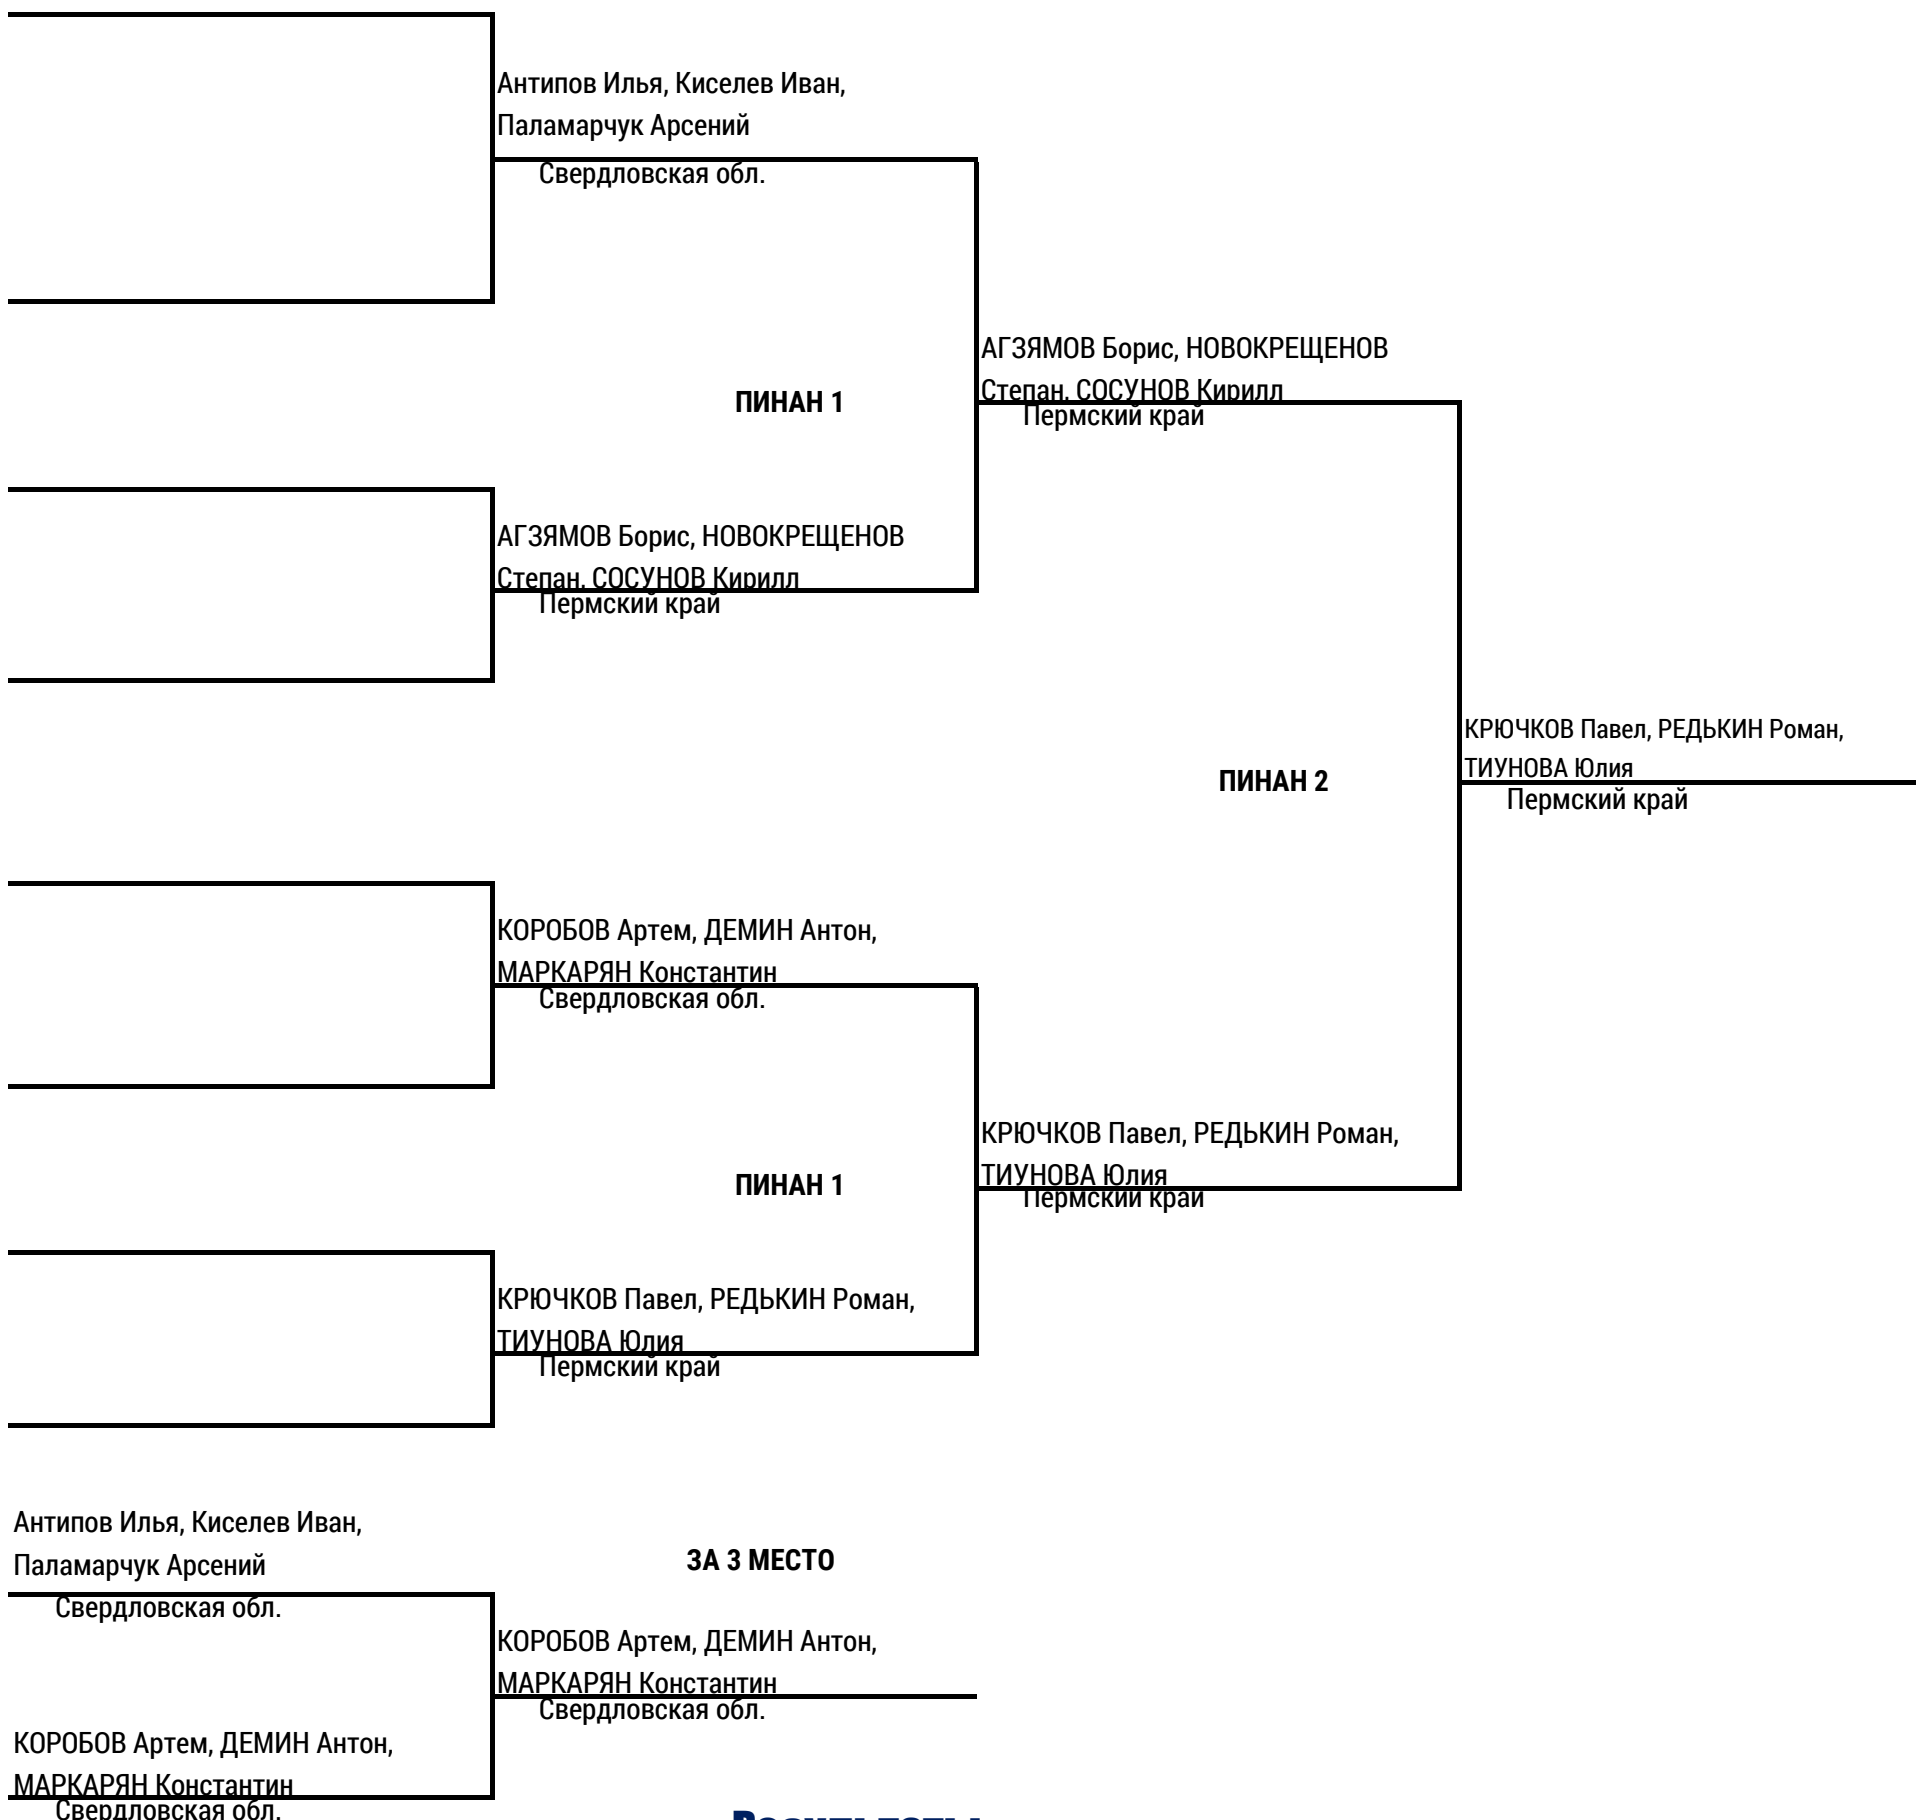 Антипов Илья, Киселев Иван,
Паламарчук Арсений
Свердловская обл.
АГЗЯМОВ Борис, НОВОКРЕЩЕНОВ
Степан, СОСУНОВ Кирилл
Пермский край
ПИНАН 1
АГЗЯМОВ Борис, НОВОКРЕЩЕНОВ
Степан, СОСУНОВ Кирилл
Пермский край
КРЮЧКОВ Павел, РЕДЬКИН Роман,
ТИУНОВА Юлия
Пермский край
ПИНАН 2
КОРОБОВ Артем, ДЕМИН Антон,
МАРКАРЯН Константин
Свердловская обл.
КРЮЧКОВ Павел, РЕДЬКИН Роман,
ТИУНОВА Юлия
Пермский край
ПИНАН 1
КРЮЧКОВ Павел, РЕДЬКИН Роман,
ТИУНОВА Юлия
Пермский край
Антипов Илья, Киселев Иван,
Паламарчук Арсений
Свердловская обл.
ЗА 3 МЕСТО
КОРОБОВ Артем, ДЕМИН Антон,
МАРКАРЯН Константин
Свердловская обл.
КОРОБОВ Артем, ДЕМИН Антон,
МАРКАРЯН Константин
Свердловская обл.